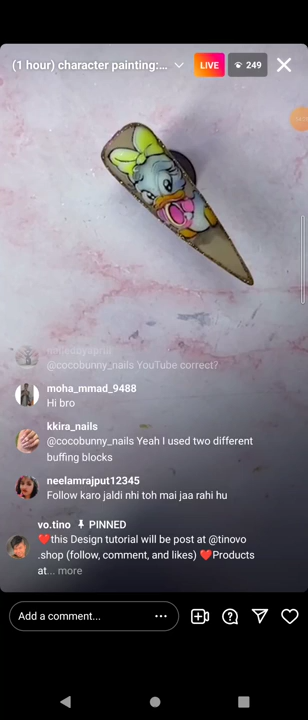 (1 hour) character painting:...
LIVE
249
@cocobunny_nails YouTube correct?
moha_mmad_9488
Hi bro
kkira_nails
@cocobunny_nails Yeah I used two different
buffing blocks
neelamrajput12345
Follow karo jaldi nhi toh mai jaa rahi hu
vo.tino PINNED
❤️this Design tutorial will be post at @tinovo
.shop (follow, comment, and likes) ❤️Products
at... more
Add a comment...